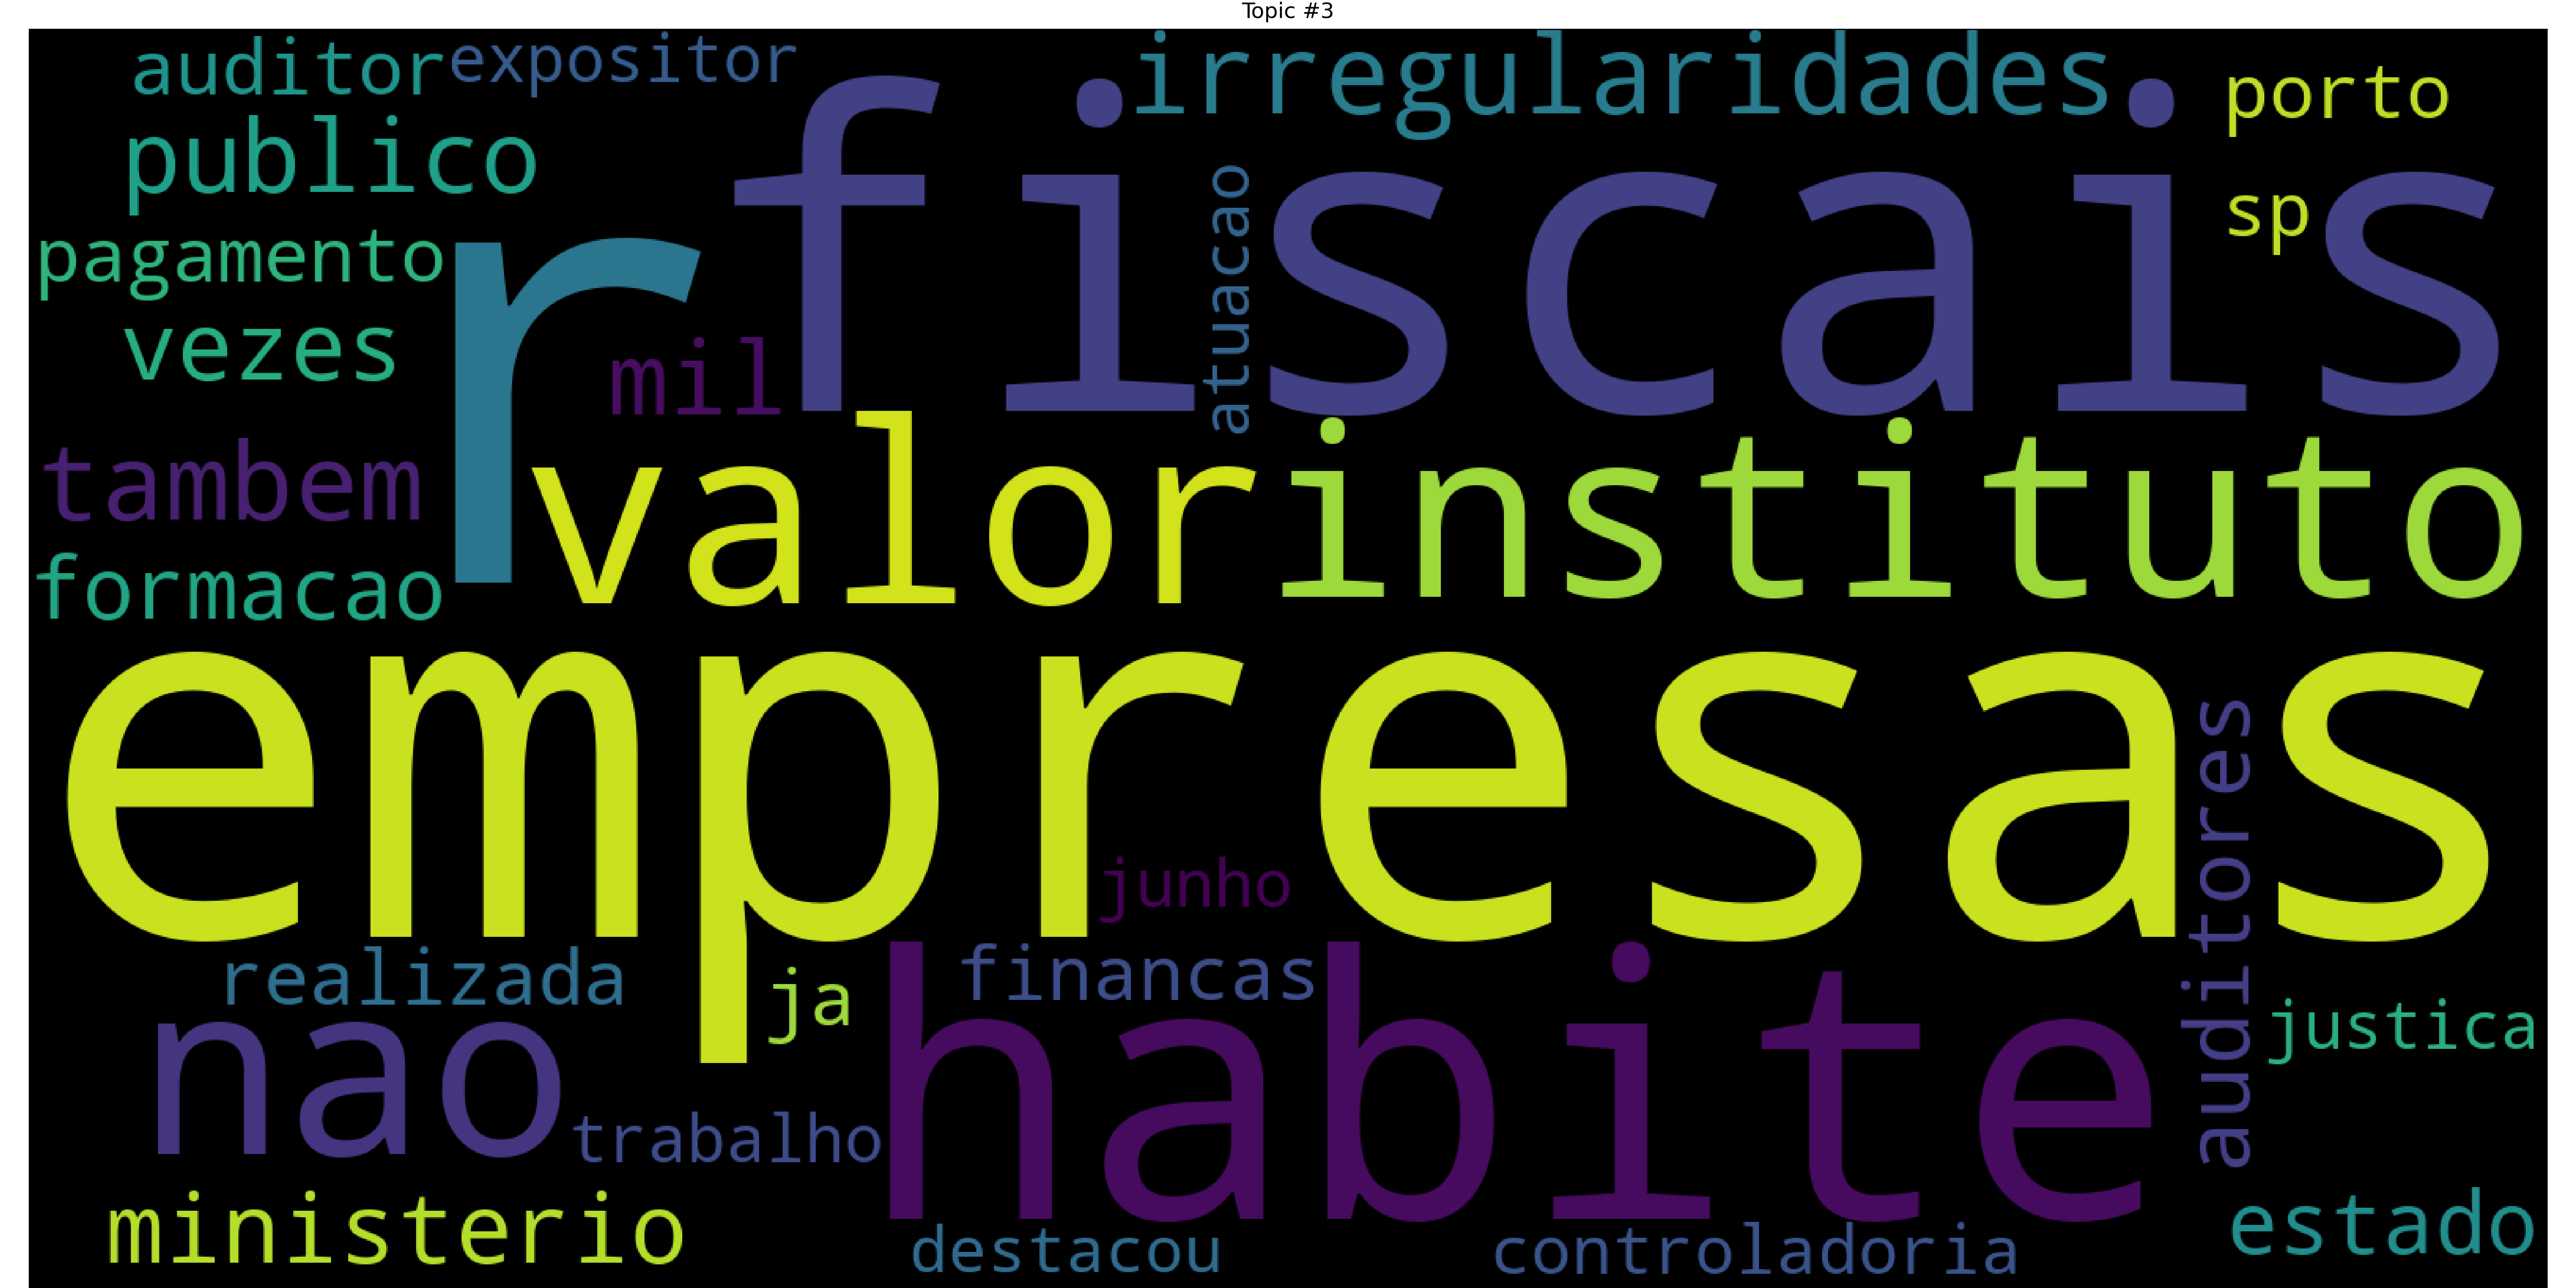 Topic #3
auditor
expositor
irregularidades
porto
publico
fiscais
sp
atuacao
pagamento
r
vezes
mil
tambem
valor
instituto
formacao
empresas
junho
auditores
realizada
ja
financas
habite
nao
justica
trabalho
ministerio
destacou
controladoria
estado